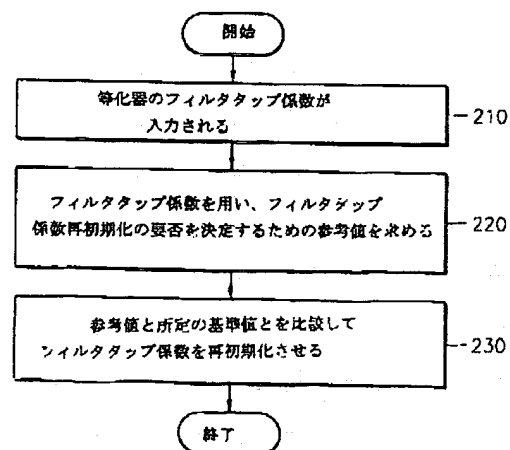 開始
等化器のフィルタタップ係数が
入力される
210
フィルタタップ係数を用い、フィルタタップ
係数再初期化の要否を決定するための参考値を求める
220
参考値と所定の基準値とを比較して
フィルタタップ係数を再初期化させる
230
終了